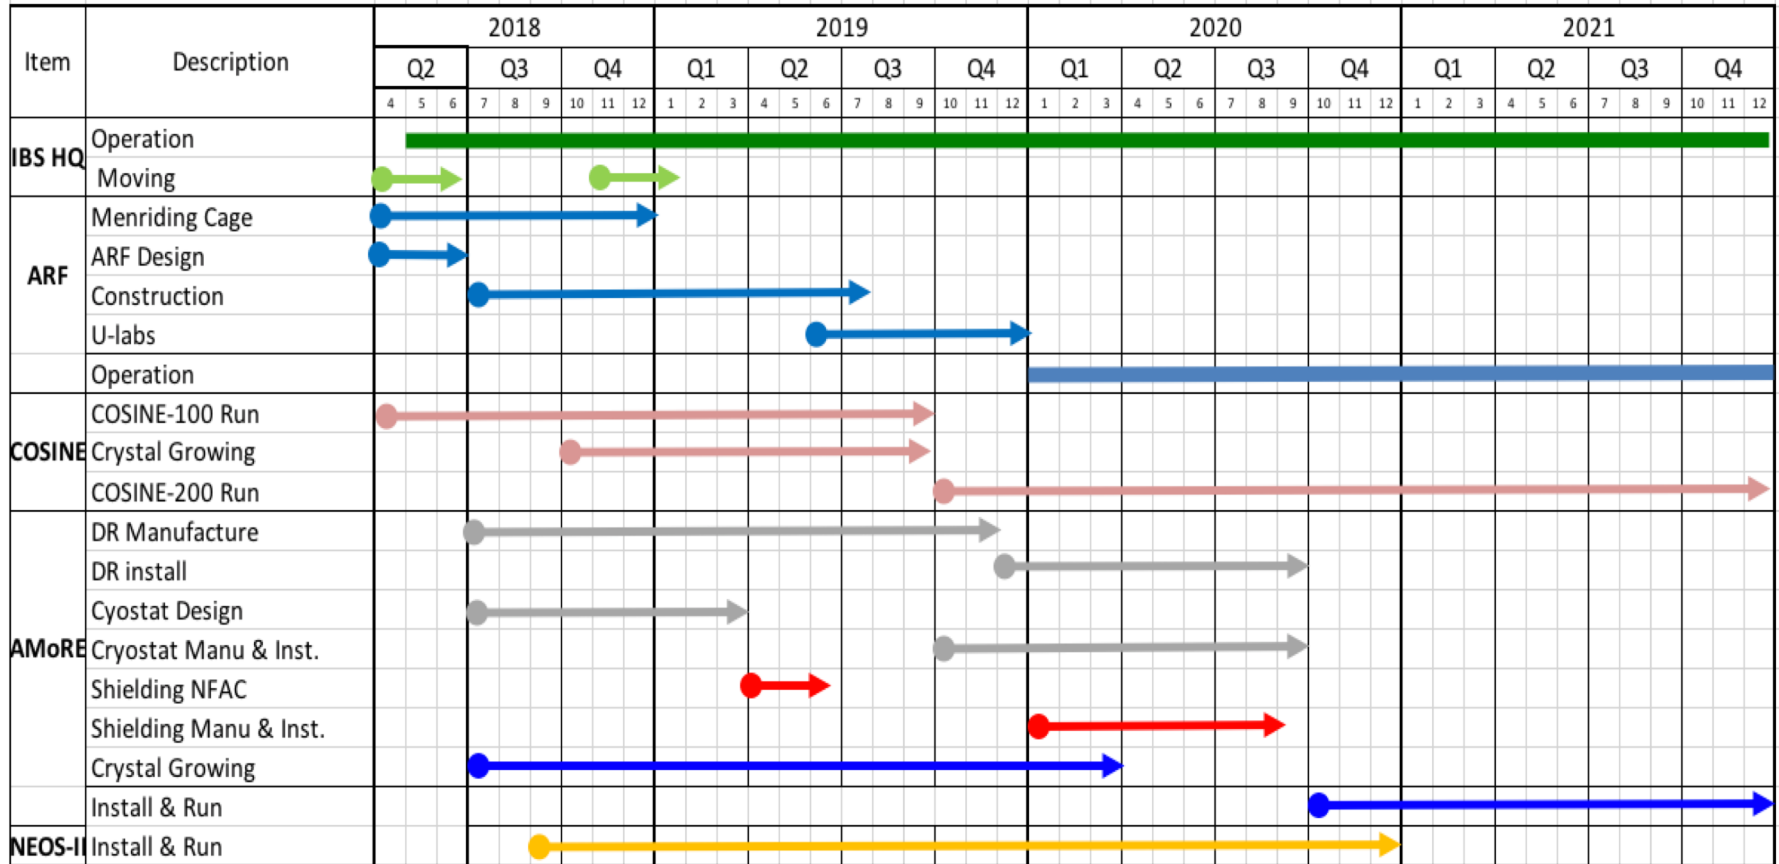 Item Description 2018 2019 2020 2021
Q2 Q3 Q4 Q1 Q2 Q3 Q4 Q1 Q2 Q3 Q4 Q1 Q2 Q3 Q4
4 5 6 7 8 9 10 11 12 1 2 3 4 5 6 7 8 9 10 11 12 1 2 3 4 5 6 7 8 9 10 11 12 1 2 3 4 5 6 7 8 9 10 11 12
IBS HQ Operation
Moving
ARF Menriding Cage
ARF Design
Construction
U-labs
Operation
COSINE COSINE-100 Run
Crystal Growing
COSINE-200 Run
AMoRE DR Manufacture
DR install
Cyostat Design
Cryostat Manu & Inst.
Shielding NFAC
Shielding Manu & Inst.
Crystal Growing
Install & Run
NEOS-II Install & Run